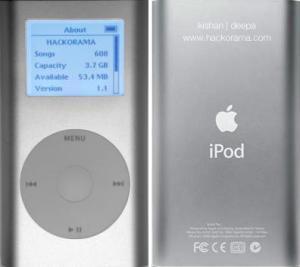 About
HACKORAMA
Songs 608
Capacity 3.7 GB
Available 53.4 MB
Version 1.1
MENU
kishan | deepa
www.hackorama.com
iPod